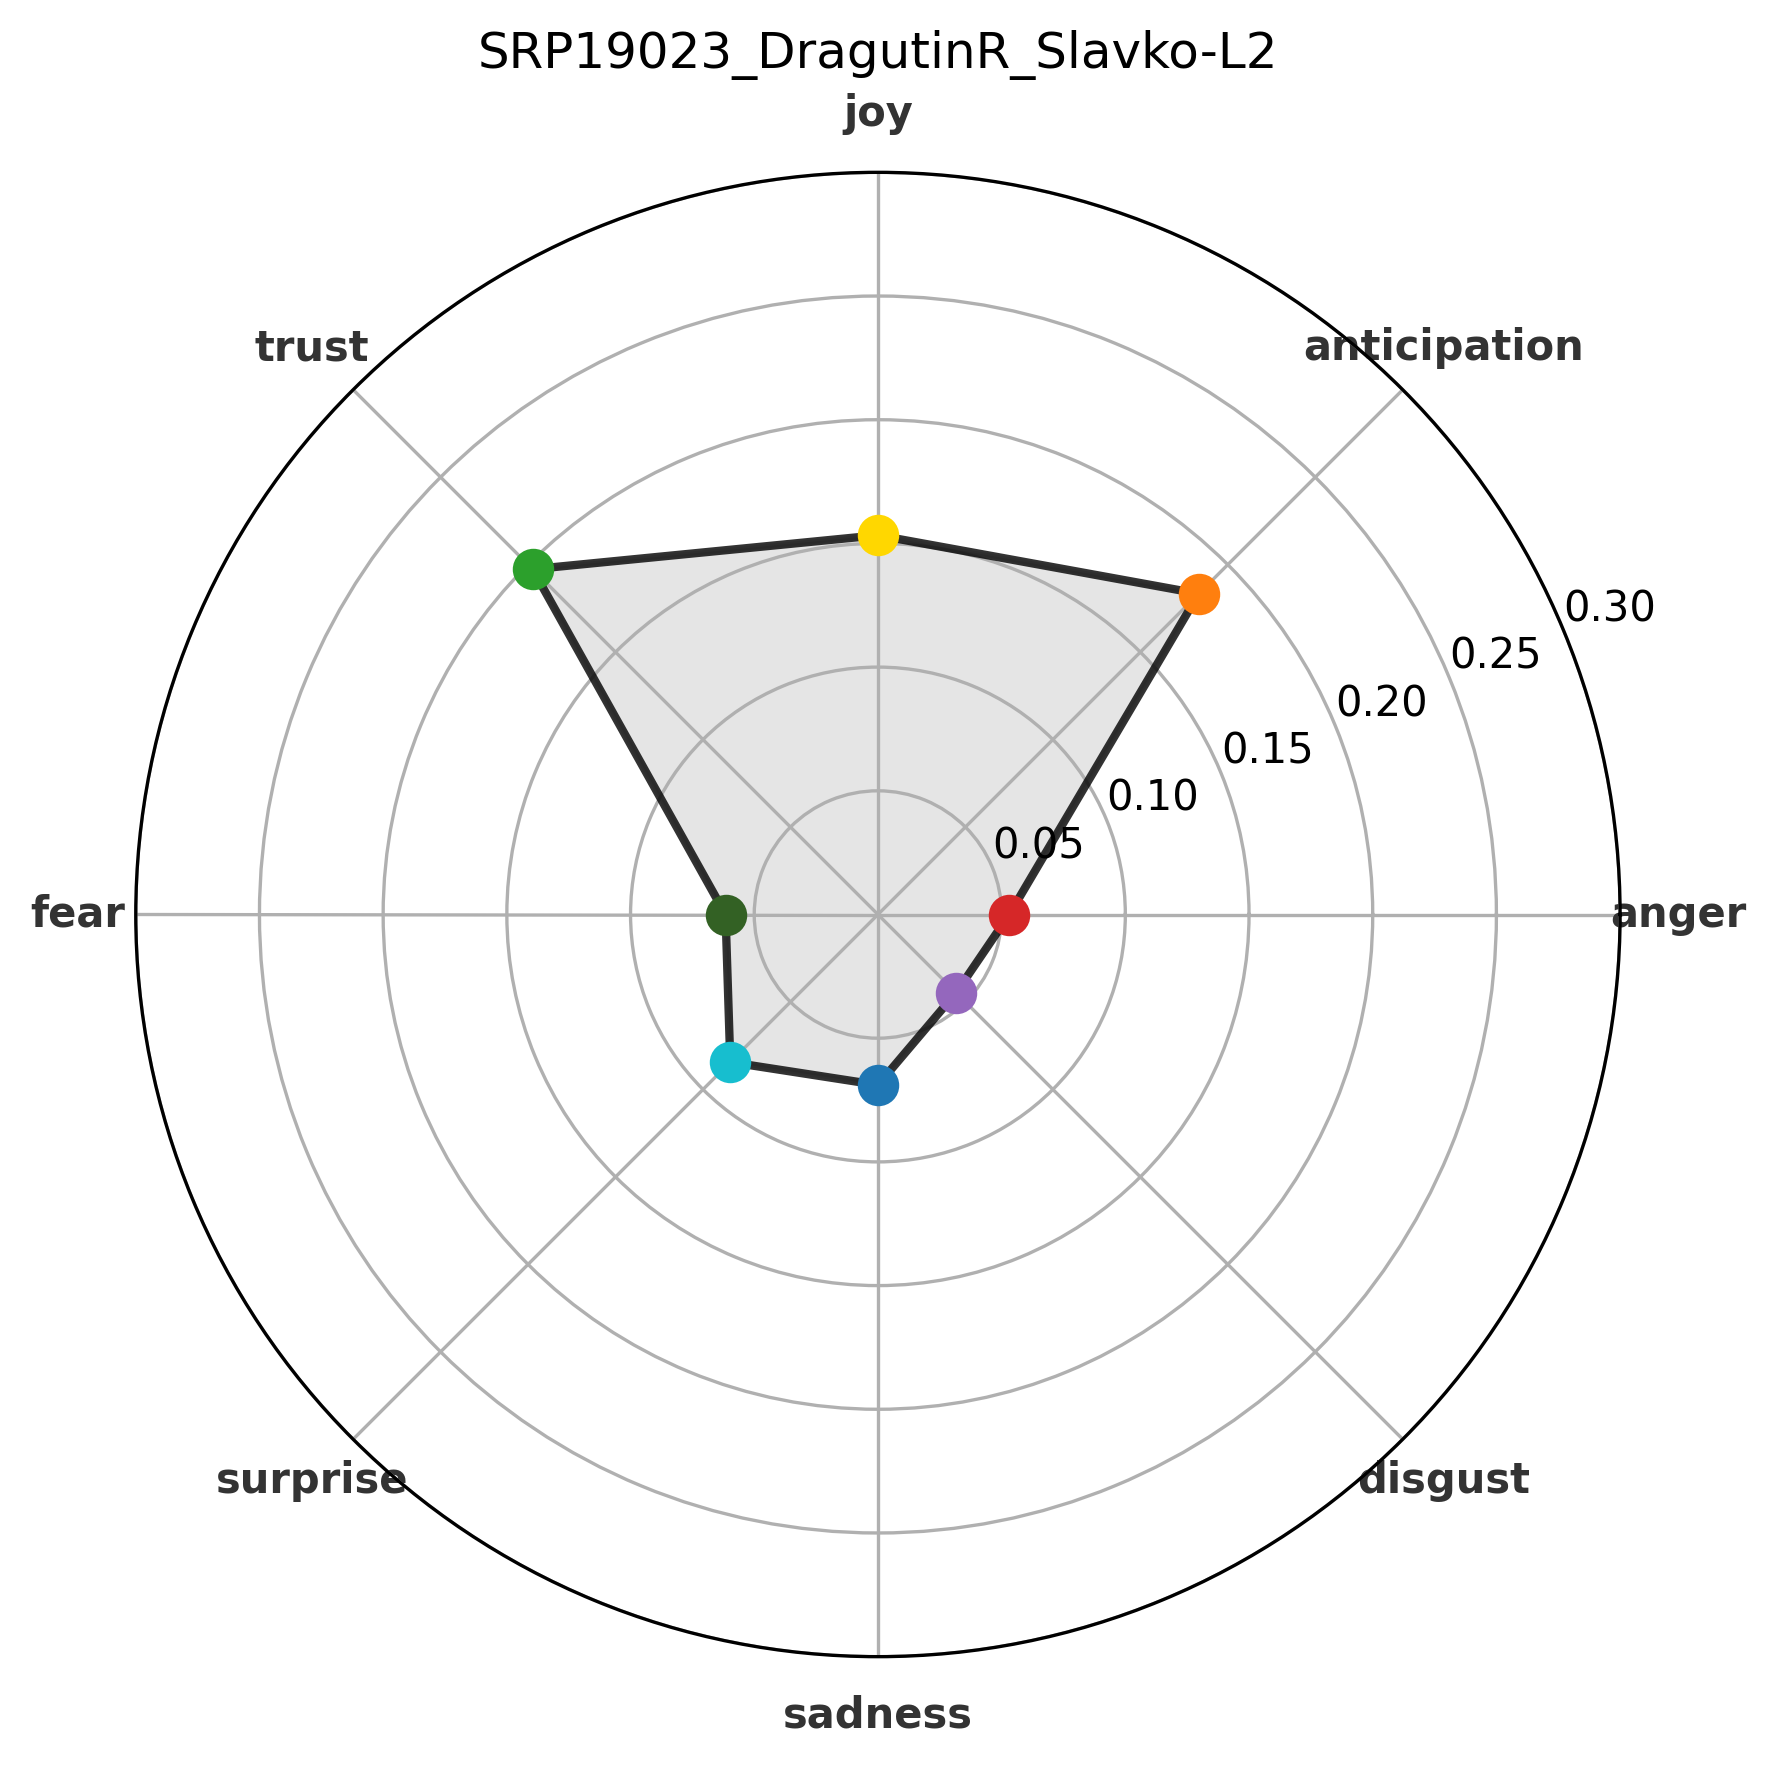 SRP19023_DragutinR_Slavko-L2
joy
trust
anticipation
0.30
0.25
0.20
0.15
0.10
0.05
fear
anger
surprise
disgust
sadness